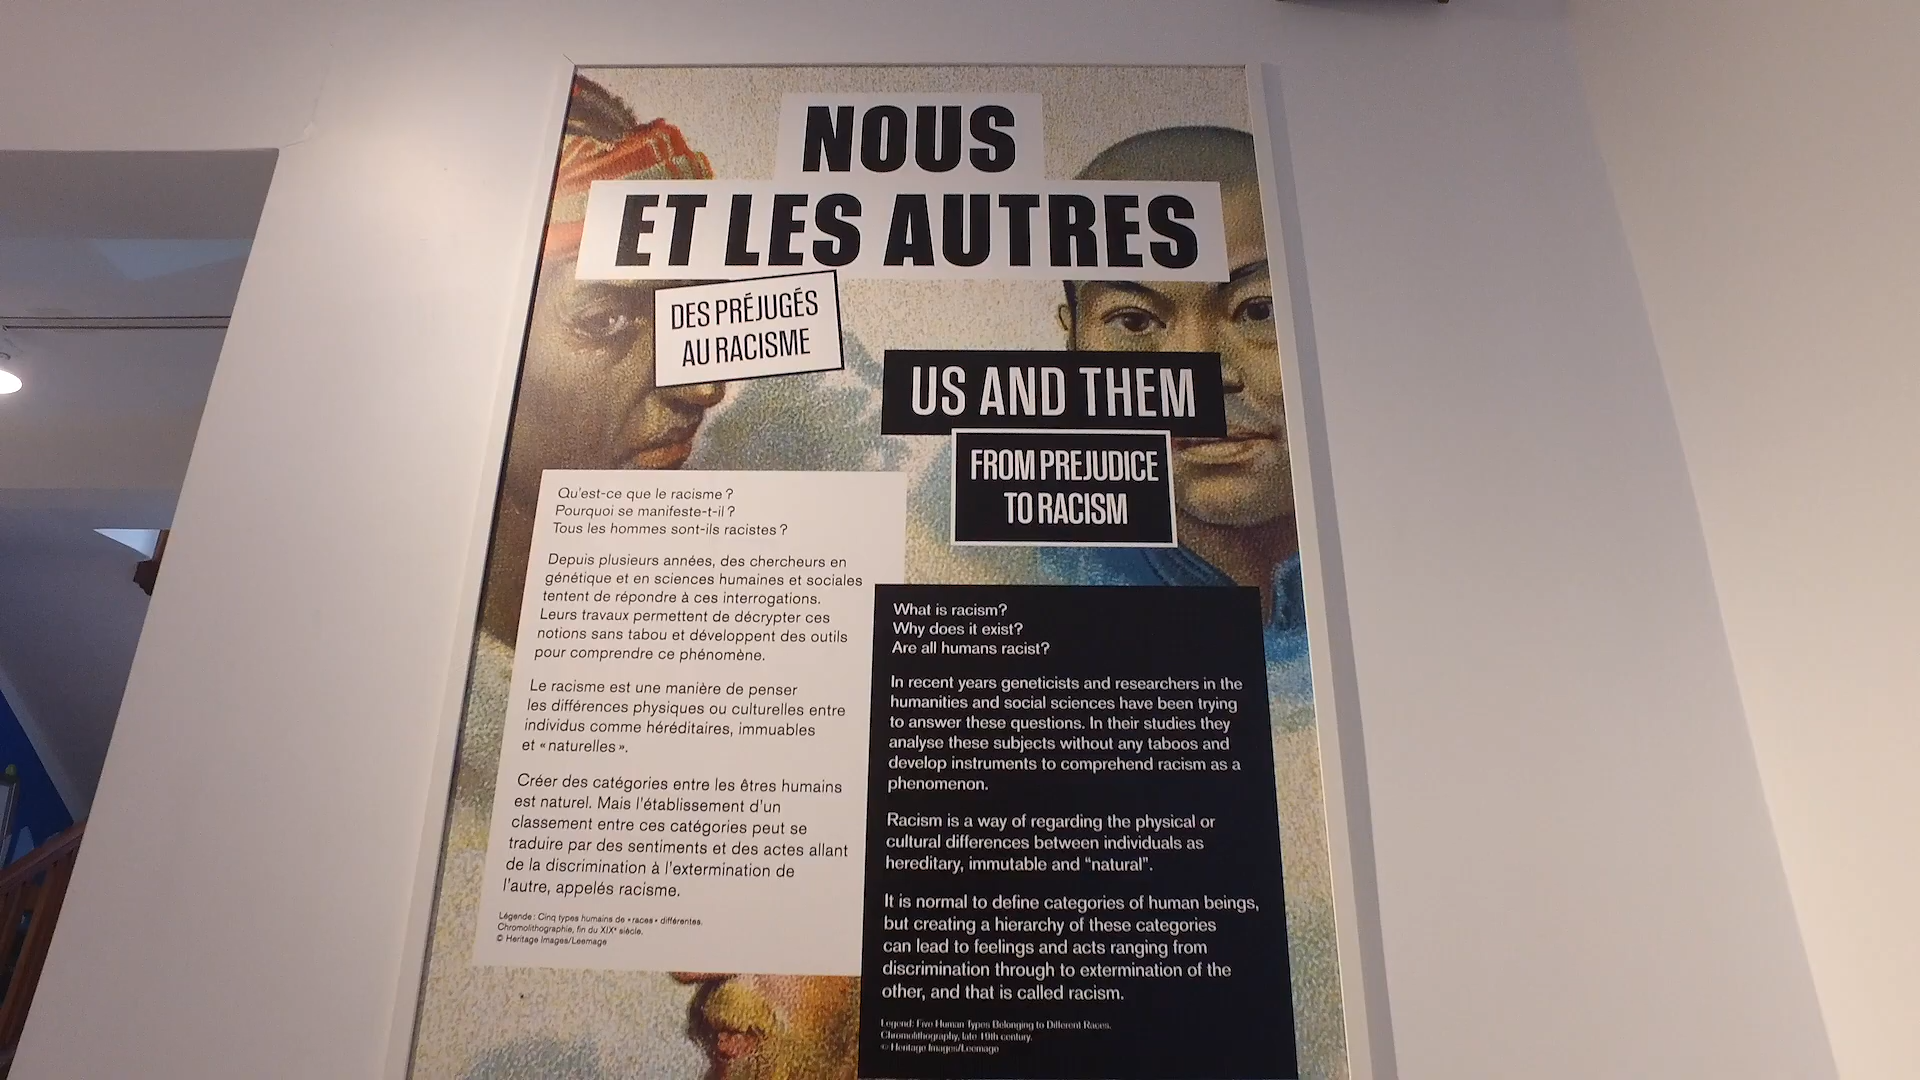 NOUS
ET LES AUTRES
DES PRÉJUGÉS
AU RACISME
US AND THEM
FROM PREJUDICE
TO RACISM
Qu'est-ce que le racisme ?
Pourquoi se manifeste-t-il ?
Tous les hommes sont-ils racistes ?
Depuis plusieurs années, des chercheurs en
génétique et en sciences humaines et sociales
tentent de répondre à ces interrogations.
Leurs travaux permettent de décrypter ces
notions sans tabou et développent des outils
pour comprendre ce phénomène.
Le racisme est une manière de penser
les différences physiques ou culturelles entre
individus comme héréditaires, immuables
et « naturelles ».
Créer des catégories entre les êtres humains
est naturel. Mais l'établissement d'un
classement entre ces catégories peut se
traduire par des sentiments et des actes allant
de la discrimination à l'extermination de
l'autre, appelés racisme.
Légende : Cinq types humains de « races » différentes.
Chromolithographie, fin du XIXe siècle.
© Heritage Images/Leemage
What is racism?
Why does it exist?
Are all humans racist?
In recent years geneticists and researchers in the
humanities and social sciences have been trying
to answer these questions. In their studies they
analyse these subjects without any taboos and
develop instruments to comprehend racism as a
phenomenon.
Racism is a way of regarding the physical or
cultural differences between individuals as
hereditary, immutable and “natural”.
It is normal to define categories of human beings,
but creating a hierarchy of these categories
can lead to feelings and acts ranging from
discrimination through to extermination of the
other, and that is called racism.
Legend: Five Human Types Belonging to Different Races.
Chromolithography, late 19th century.
© Heritage Images/Leemage